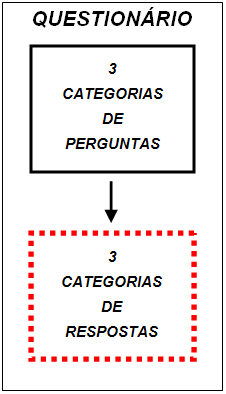 QUESTIONÁRIO
3
CATEGORIAS
DE
PERGUNTAS
3
CATEGORIAS
DE
RESPOSTAS